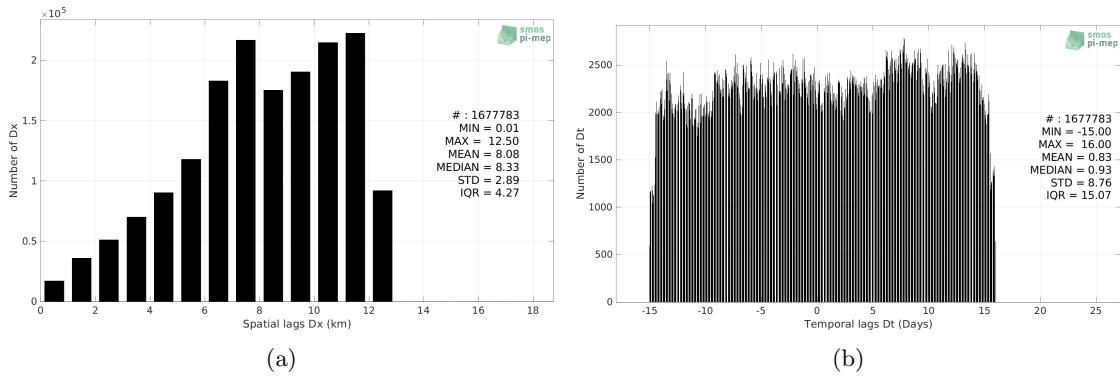 ×10⁵
2
1.5
1
0.5
0
0 2 4 6 8 10 12 14 16 18
Number of Dx
Spatial lags Dx (km)
smos
pi-mep
# : 1677783
MIN = 0.01
MAX = 12.50
MEAN = 8.08
MEDIAN = 8.33
STD = 2.89
IQR = 4.27
(a)
2500
2000
1500
1000
500
0
-15 -10 -5 0 5 10 15 20 25
Number of Dt
Temporal lags Dt (Days)
smos
pi-mep
# : 1677783
MIN = -15.00
MAX = 16.00
MEAN = 0.83
MEDIAN = 0.93
STD = 8.76
IQR = 15.07
(b)